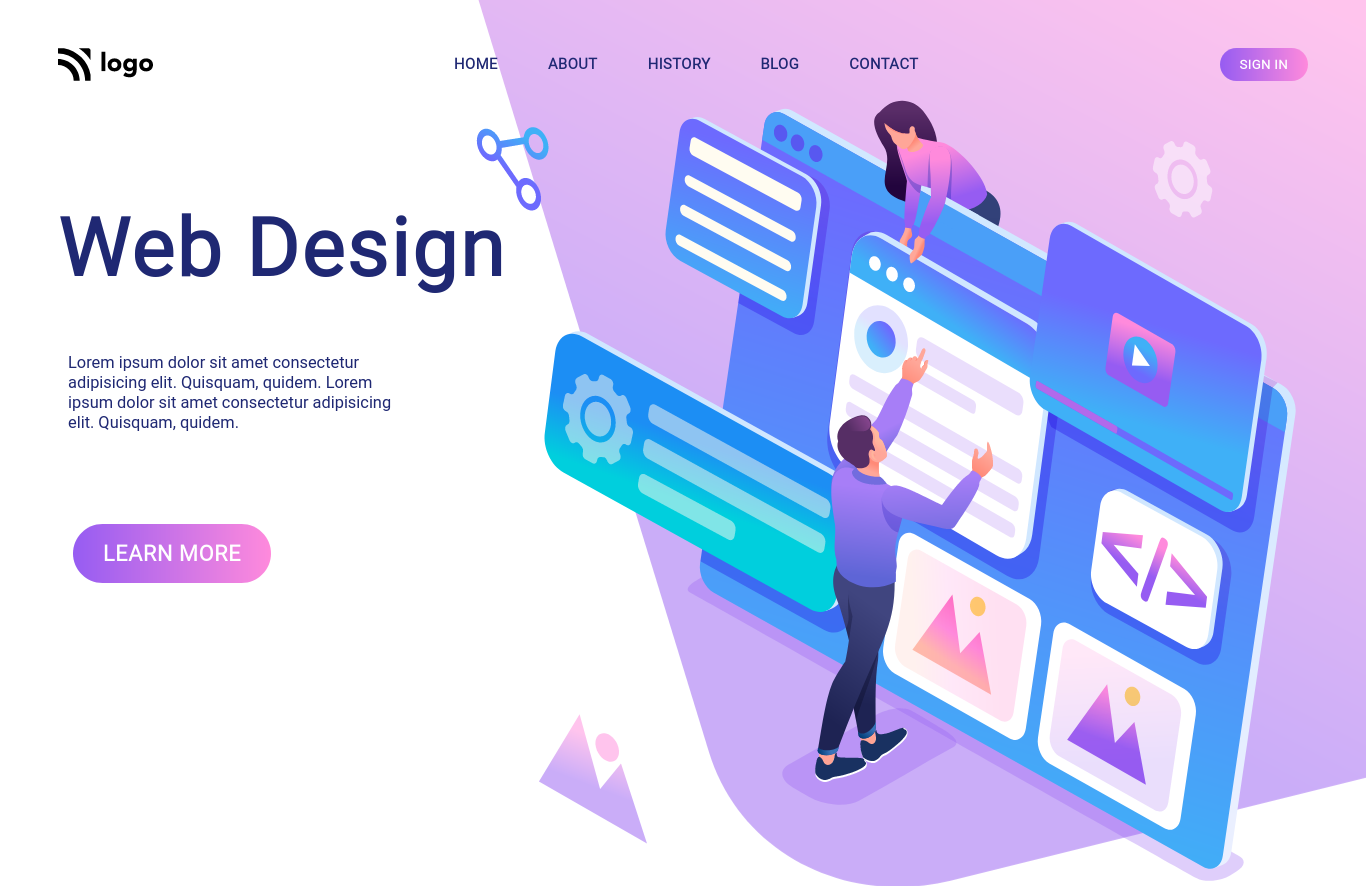 logo
HOME ABOUT HISTORY BLOG CONTACT
SIGN IN
Web Design
Lorem ipsum dolor sit amet consectetur
adipisicing elit. Quisquam, quidem. Lorem
ipsum dolor sit amet consectetur adipisicing
elit. Quisquam, quidem.
LEARN MORE
</>